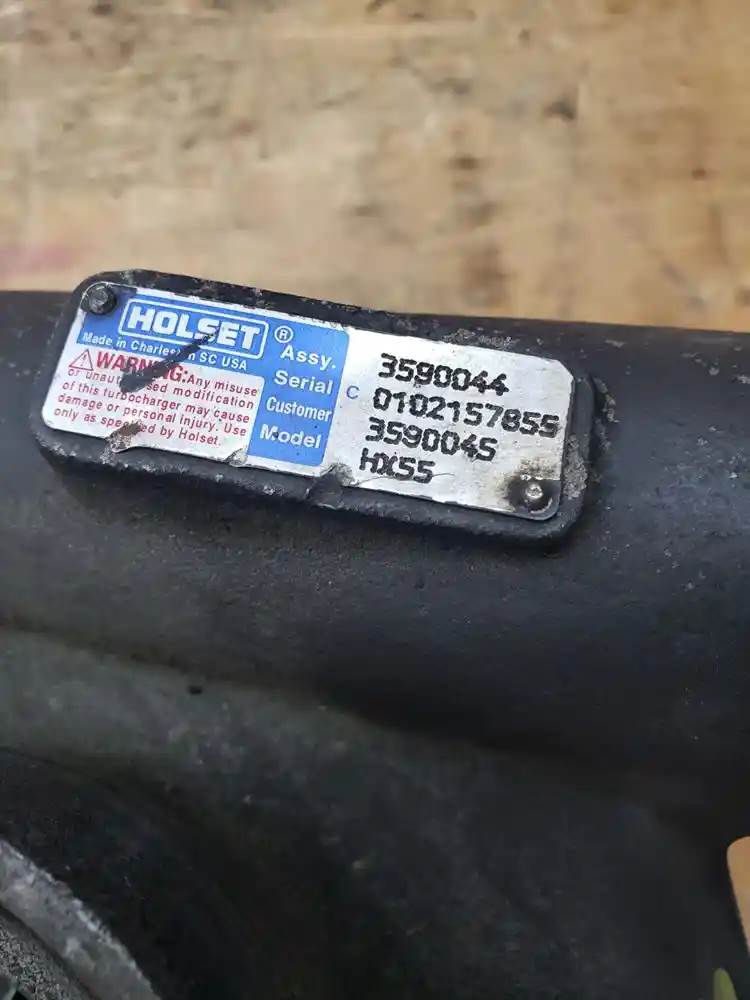 HOLSET ®
Made in Charleston SC USA
WARNING: Any misuse
or unauthorised modification
of this turbocharger may cause
damage or personal injury. Use
only as specified by Holset.
Assy. 3590044
Serial C 0102157855
Customer 3590045
Model HX55